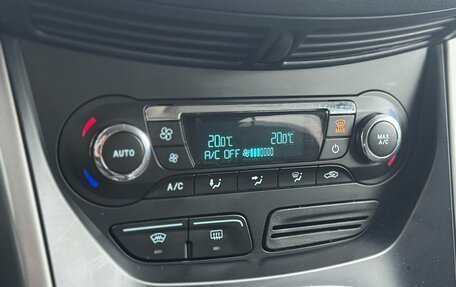 20.0°C 20.0°C
A/C OFF
MAX
AUTO
MAX A/C
A/C